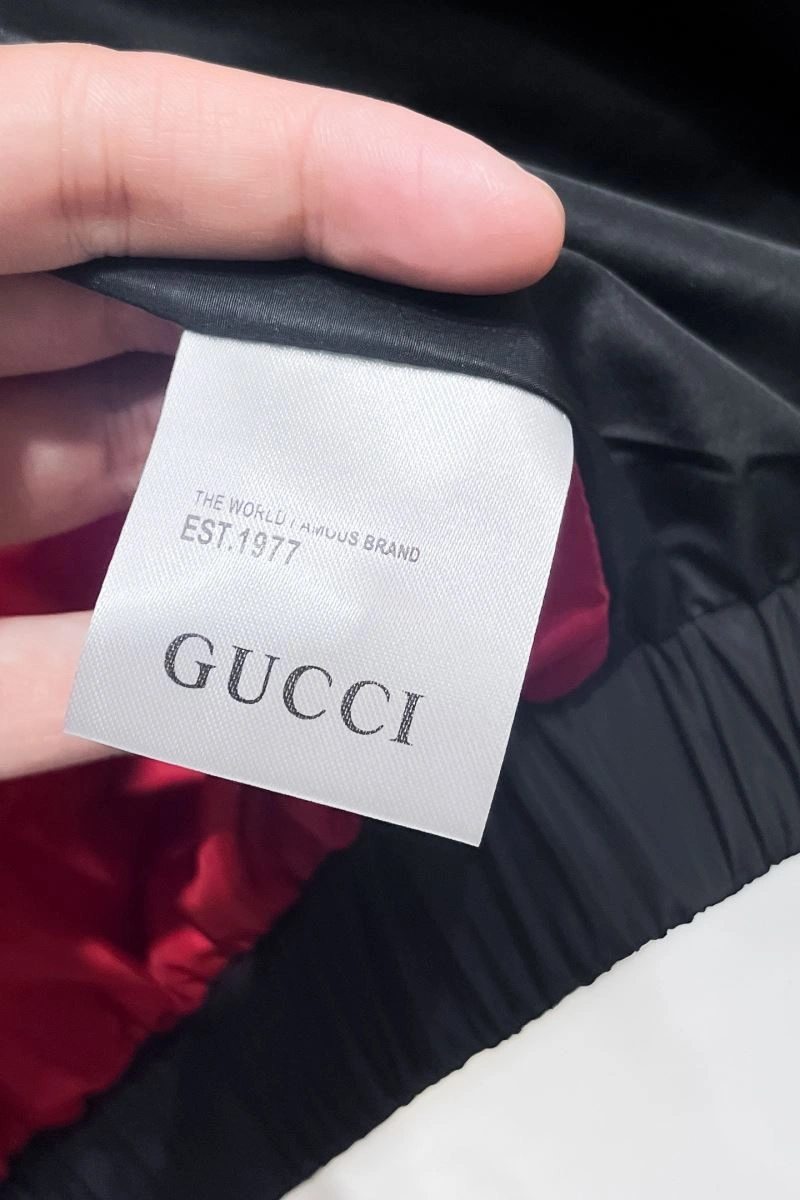 THE WORLD FAMOUS BRAND
EST.1977
GUCCI